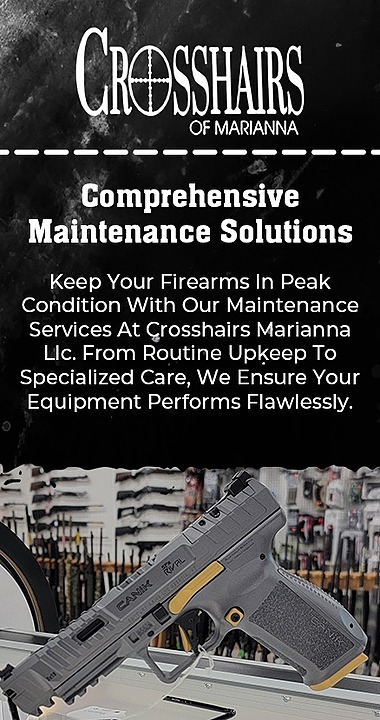 CROSSHAIRS
OF MARIANNA
Comprehensive
Maintenance Solutions
Keep Your Firearms In Peak
Condition With Our Maintenance
Services At Crosshairs Marianna
Llc. From Routine Upkeep To
Specialized Care, We Ensure Your
Equipment Performs Flawlessly.
CANIK